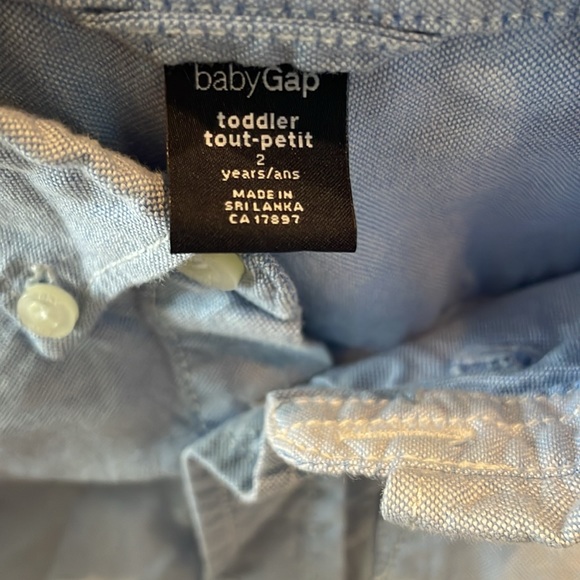 babyGap
toddler
tout-petit
2
years/ans
MADE IN
SRI LANKA
CA 17897